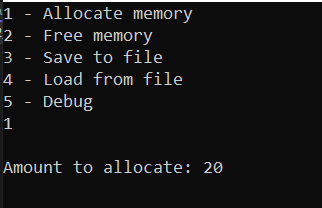 1 - Allocate memory
2 - Free memory
3 - Save to file
4 - Load from file
5 - Debug
1
Amount to allocate: 20